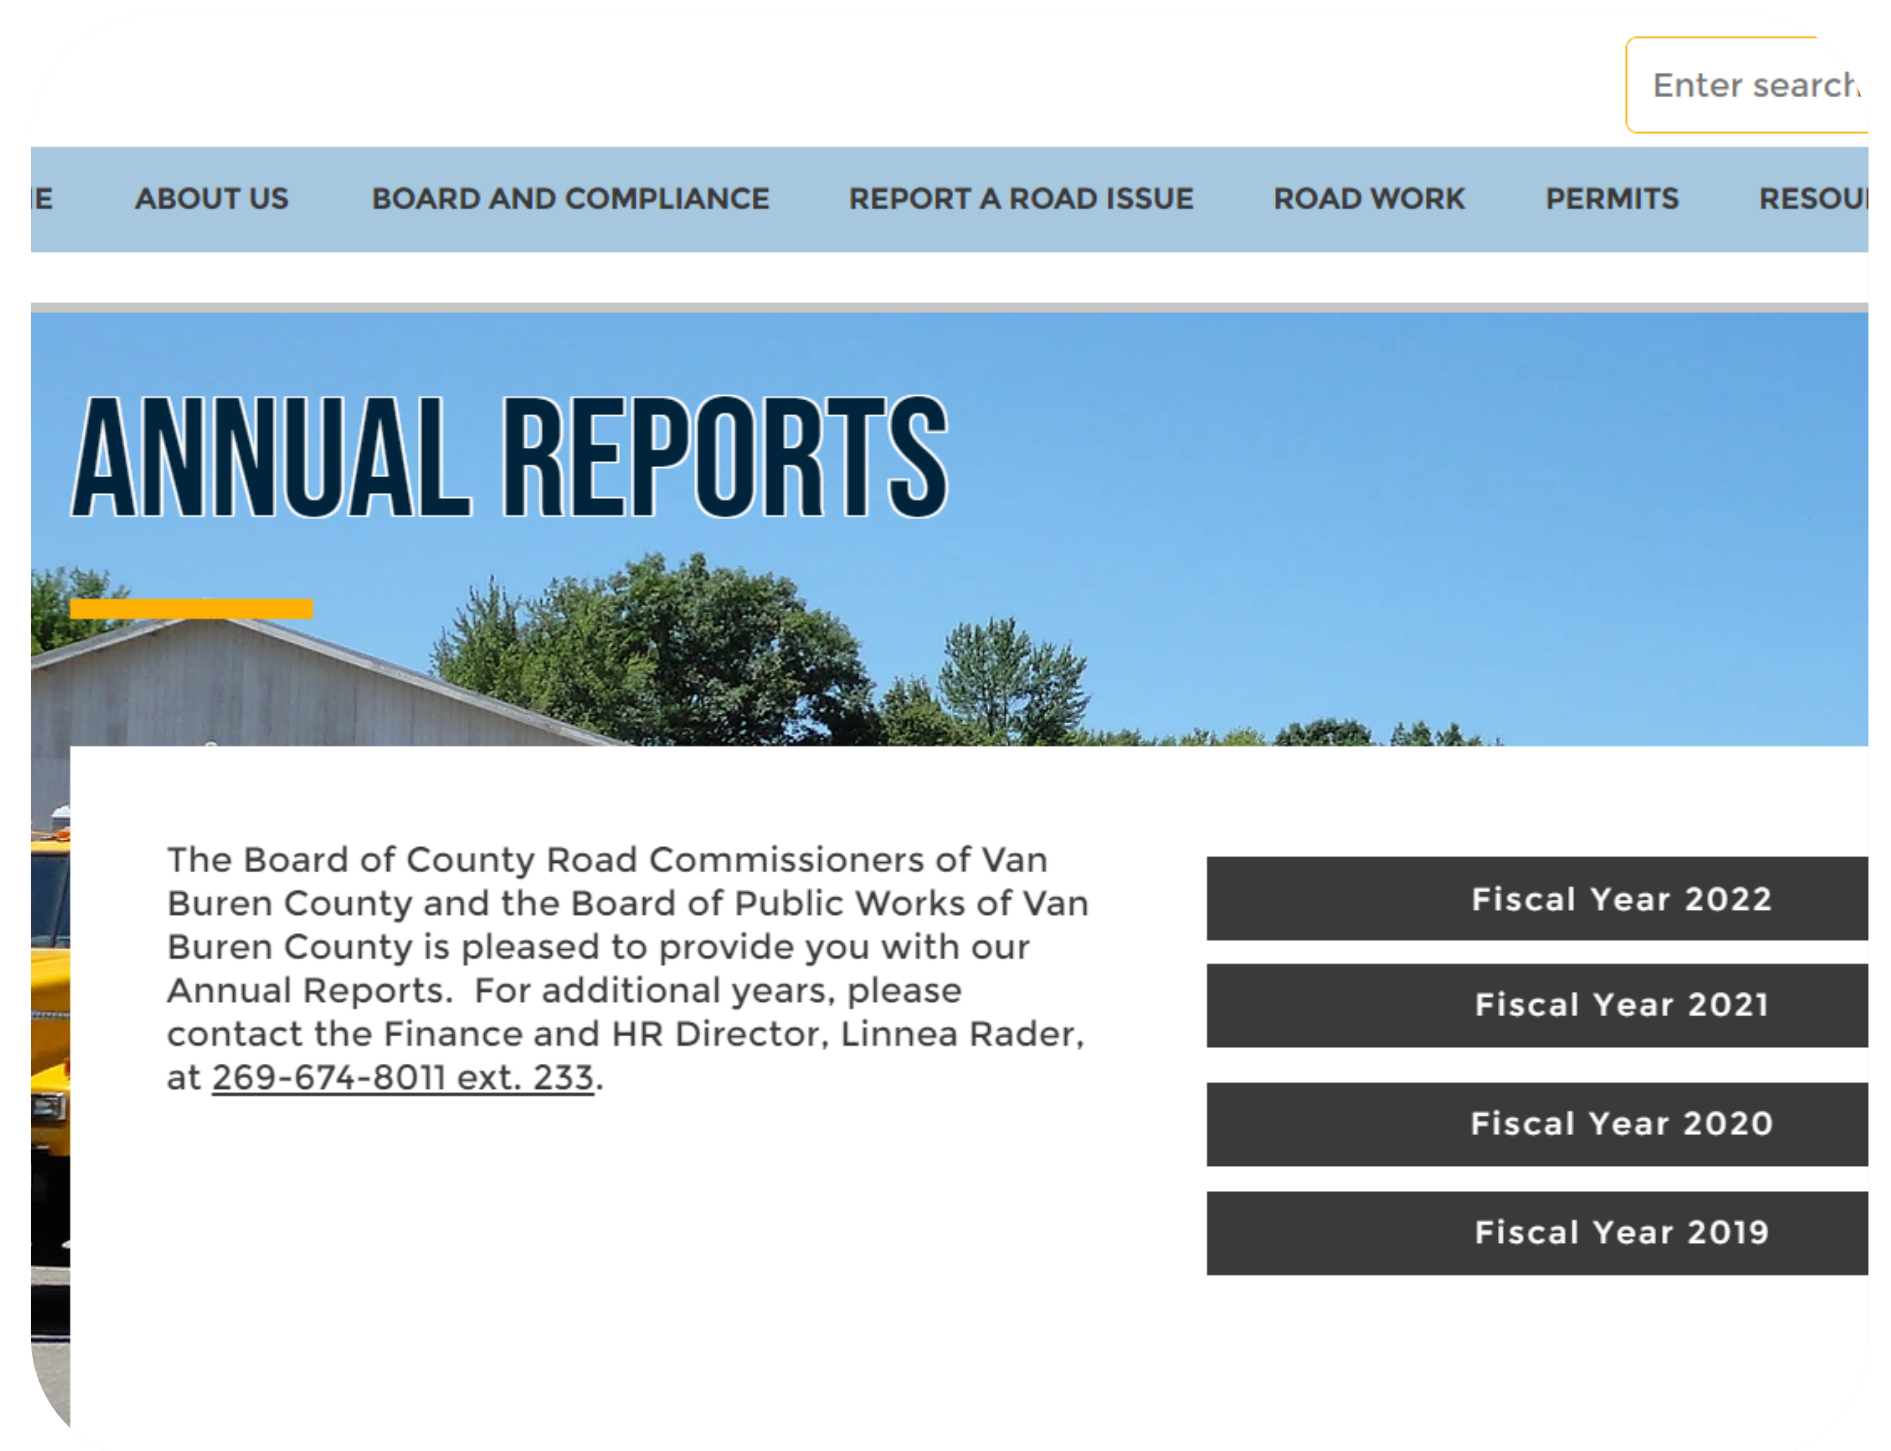 Enter search
ABOUT US BOARD AND COMPLIANCE REPORT A ROAD ISSUE ROAD WORK PERMITS
ANNUAL REPORTS
The Board of County Road Commissioners of Van
Buren County and the Board of Public Works of Van
Buren County is pleased to provide you with our
Annual Reports.  For additional years, please
contact the Finance and HR Director, Linnea Rader,
at 269-674-8011 ext. 233.
Fiscal Year 2022
Fiscal Year 2021
Fiscal Year 2020
Fiscal Year 2019